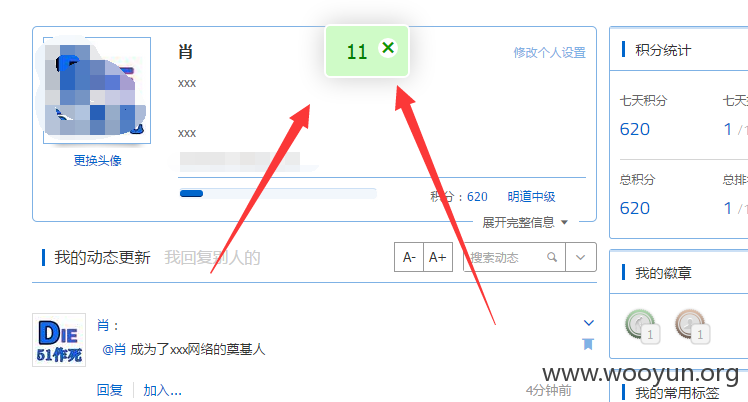 肖
11
修改个人设置
xxx
xxx
更换头像
积分：620 明道中级
展开完整信息
积分统计
七天积分
620
1 /1
总积分
620
1 /1
我的动态更新 我回复别人的
A- A+ 搜索动态
我的徽章
1 1
DIE
51作死
肖：
@肖 成为了xxx网络的奠基人
回复 加入...
4分钟前
www.wooyun.org
我的常用标签